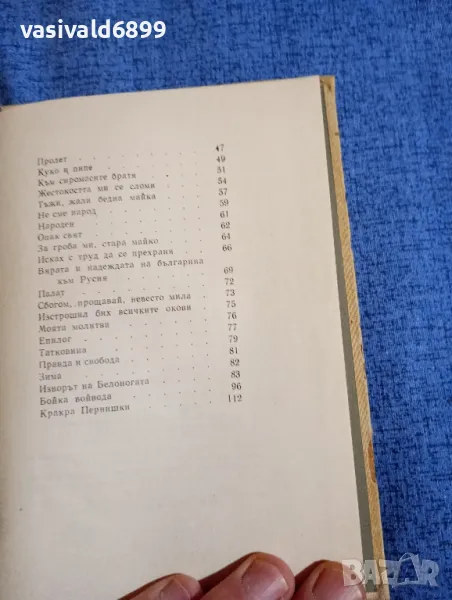 vasivald6899
Пролет 47
Куко и пипе 49
Към сиромасите братя 51
Жестокостта ми се сломи 54
Тъжи, жали бедна майка 57
Не сме народ 59
Народен 61
Опак свят 62
За гроба ми, стара майко 64
Исках с труд да се прехраня 66
Вярата и надеждата на българина
към Русия 69
Палат 72
Сбогом, прощавай, невесто мила 73
Изстрошил бих всичките окови 75
Моята молитва 76
Епилог 77
Татковина 79
Правда и свобода 81
Зима 82
Изворът на Белоногата 83
Бойка войвода 96
Кракра Пернишки 112
BAZAR